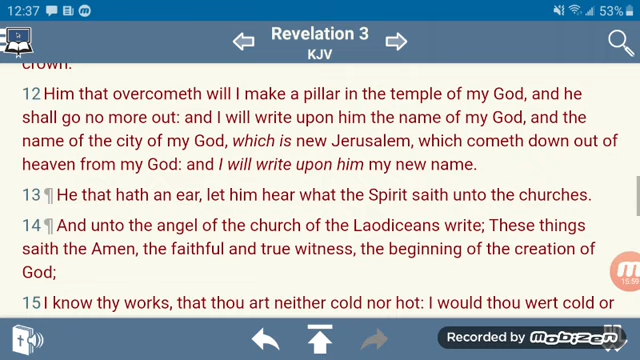 12:37
53%
Revelation 3
KJV
crown.
12 Him that overcometh will I make a pillar in the temple of my God, and he
shall go no more out: and I will write upon him the name of my God, and the
name of the city of my God, which is new Jerusalem, which cometh down out of
heaven from my God: and I will write upon him my new name.
13 ¶ He that hath an ear, let him hear what the Spirit saith unto the churches.
14 ¶ And unto the angel of the church of the Laodiceans write; These things
saith the Amen, the faithful and true witness, the beginning of the creation of
God;
15:59
15 I know thy works, that thou art neither cold nor hot: I would thou wert cold or
Recorded by mobizen